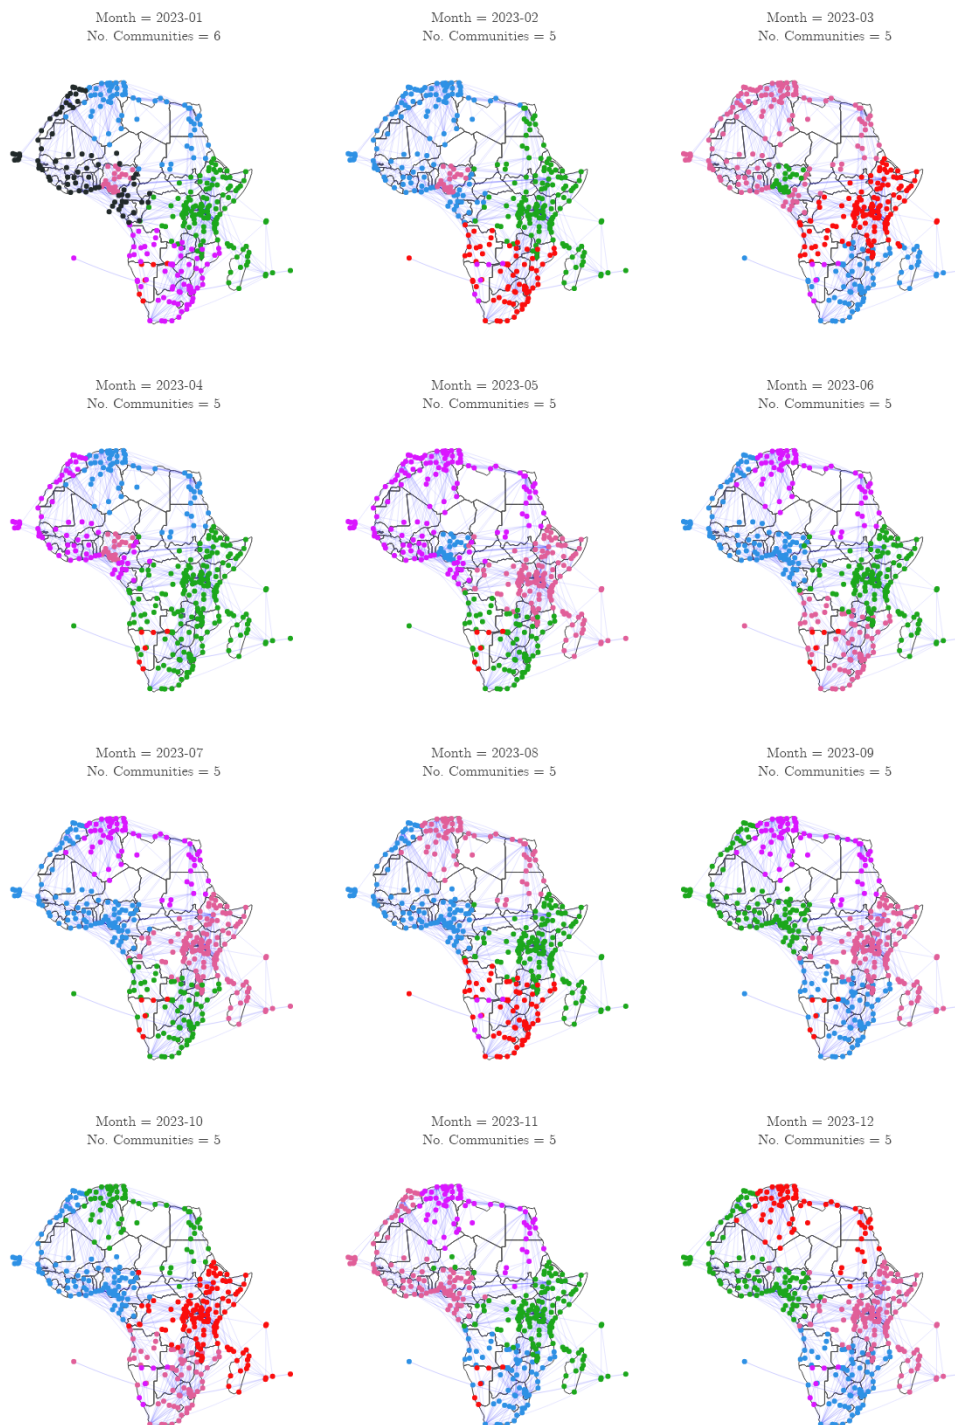 Month = 2023-01
No. Communities = 6
Month = 2023-02
No. Communities = 5
Month = 2023-03
No. Communities = 5
Month = 2023-04
No. Communities = 5
Month = 2023-05
No. Communities = 5
Month = 2023-06
No. Communities = 5
Month = 2023-07
No. Communities = 5
Month = 2023-08
No. Communities = 5
Month = 2023-09
No. Communities = 5
Month = 2023-10
No. Communities = 5
Month = 2023-11
No. Communities = 5
Month = 2023-12
No. Communities = 5